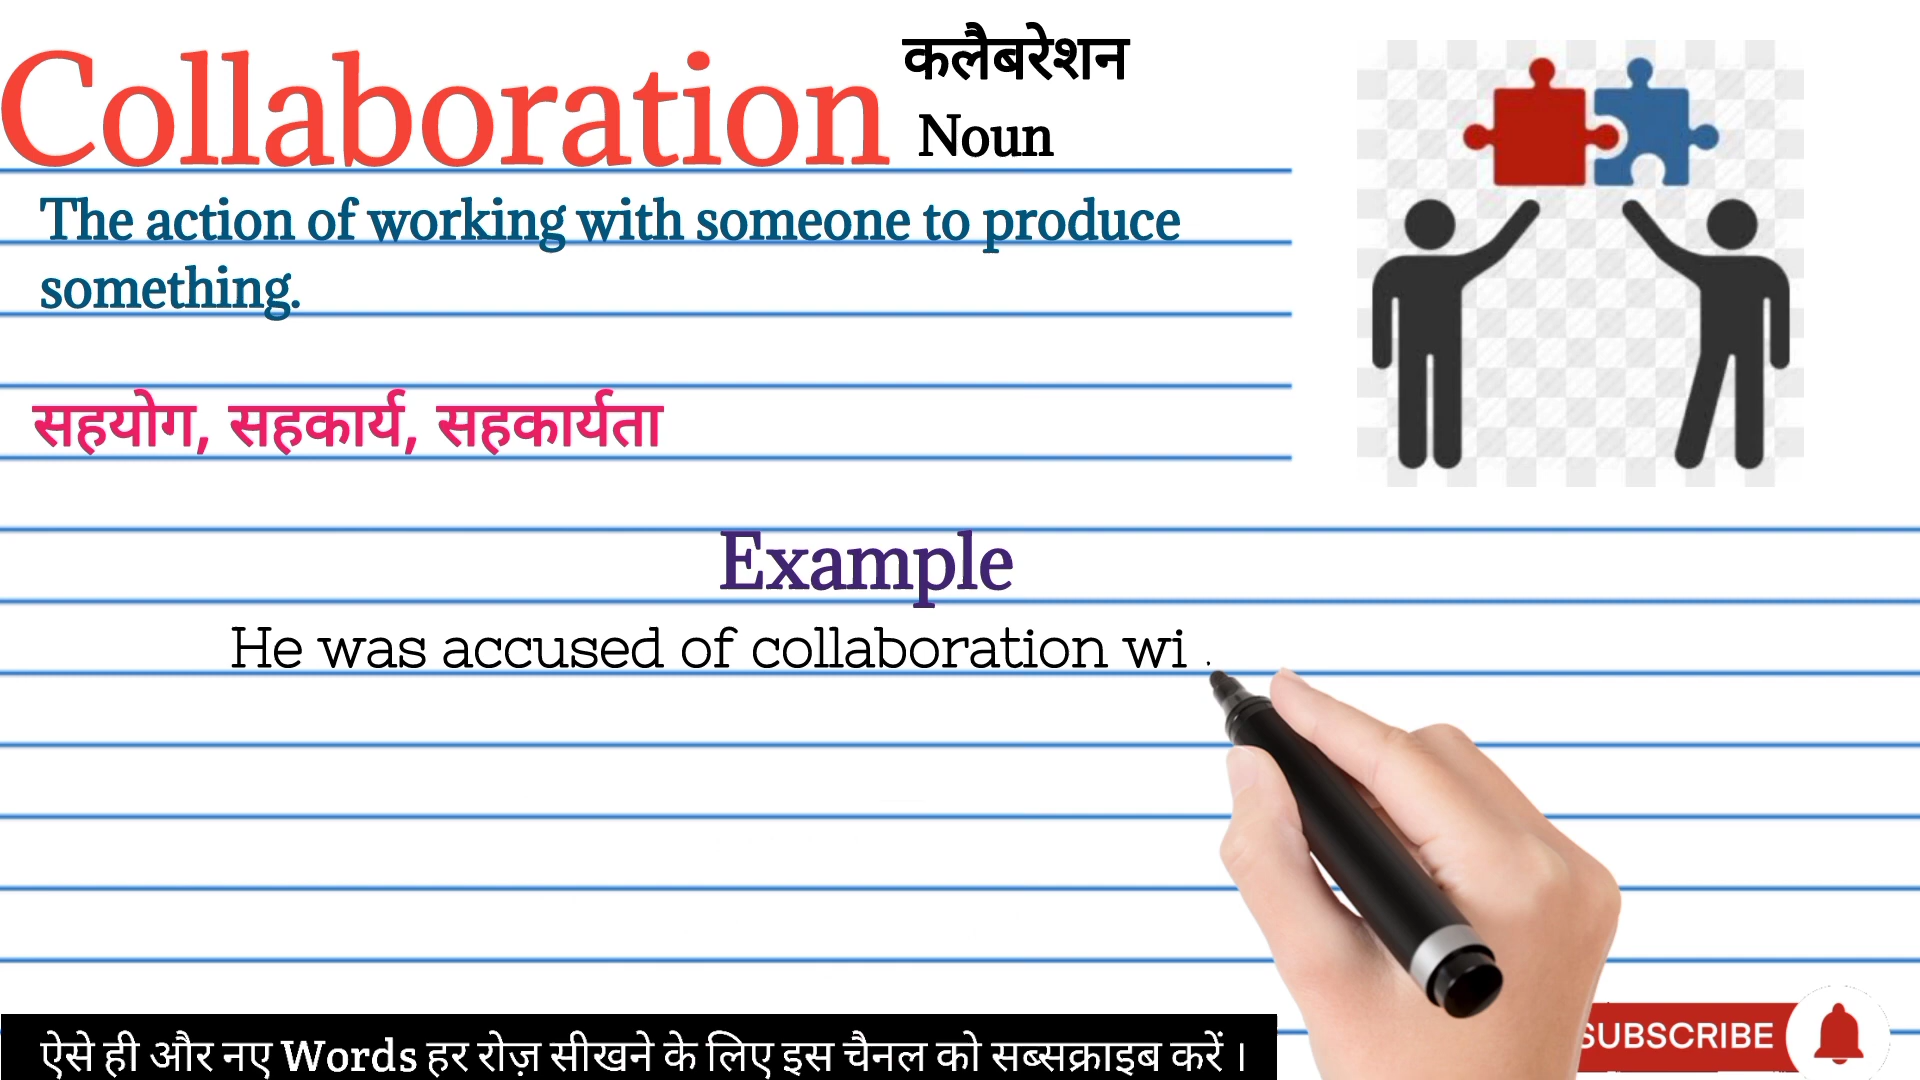 Collaboration
कलैबरेशन
Noun
The action of working with someone to produce
something.
सहयोग, सहकार्य, सहकार्यता
Example
He was accused of collaboration wi
ऐसे ही और नए Words हर रोज़ सीखने के लिए इस चैनल को सब्सक्राइब करें ।
SUBSCRIBE